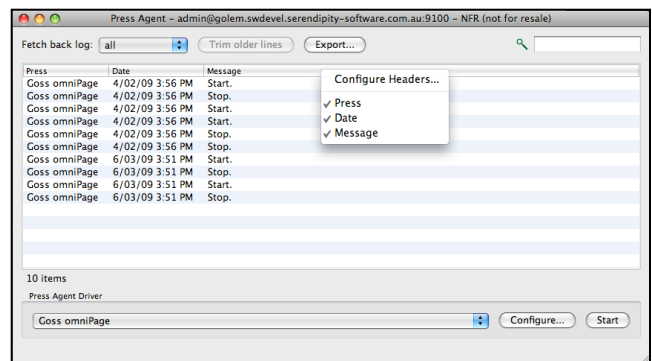 Press Agent – admin@golem.swdevel.serendipity-software.com.au:9100 – NFR (not for resale)
Fetch back log: all Trim older lines Export...
Press Date Message
Configure Headers...
Press
Date
Message
Goss omniPage 4/02/09 3:56 PM Start.
Goss omniPage 4/02/09 3:56 PM Stop.
Goss omniPage 4/02/09 3:56 PM Start.
Goss omniPage 4/02/09 3:56 PM Start.
Goss omniPage 4/02/09 3:56 PM Stop.
Goss omniPage 4/02/09 3:56 PM Stop.
Goss omniPage 6/03/09 3:51 PM Start.
Goss omniPage 6/03/09 3:51 PM Stop.
Goss omniPage 6/03/09 3:51 PM Start.
Goss omniPage 6/03/09 3:51 PM Stop.
10 items
Press Agent Driver
Goss omniPage Configure... Start